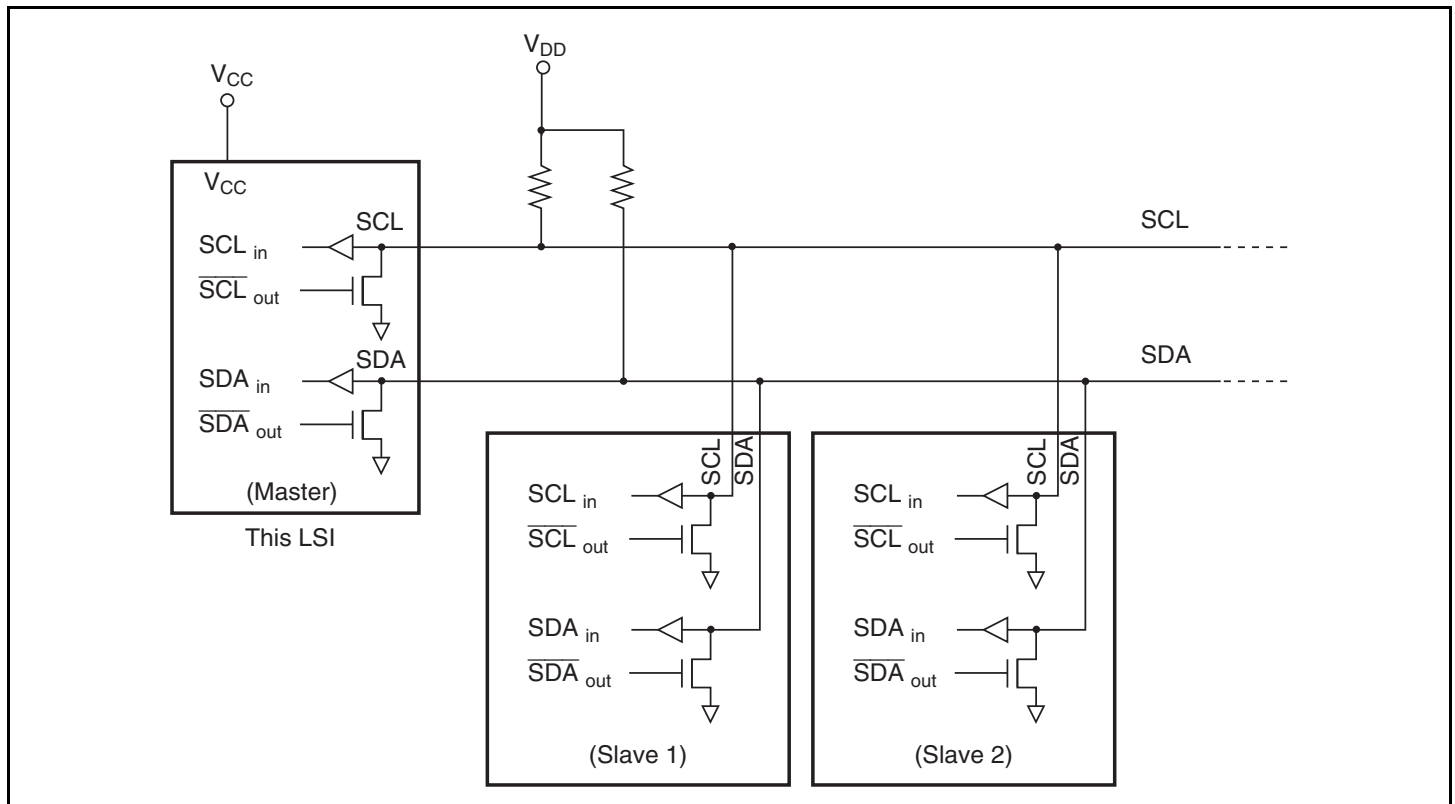 VDD
VCC
VCC
SCL
SCL in
SCL out
SDA
SDA in
SDA out
(Master)
This LSI
SCL
SDA
SCL
SDA
SCL in
SCL out
SDA in
SDA out
(Slave 1)
SCL
SDA
SCL in
SCL out
SDA in
SDA out
(Slave 2)